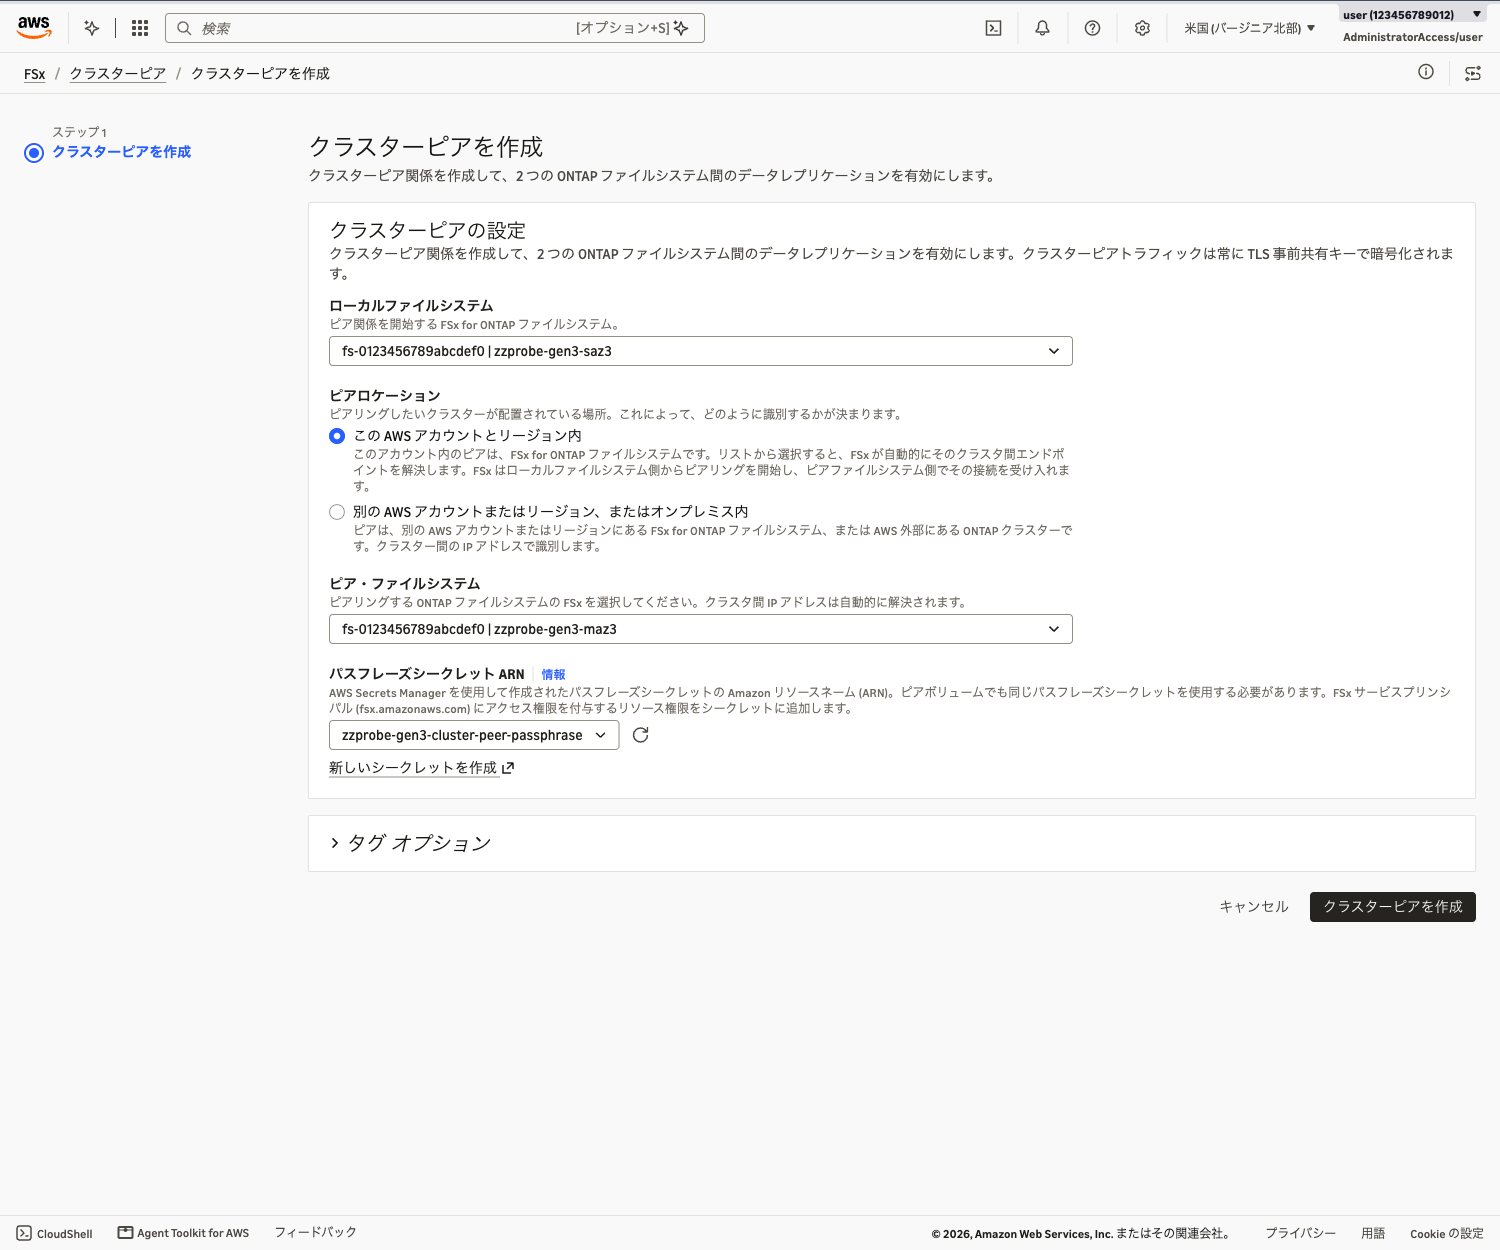 aws
検索
[オプション+S]
米国 (バージニア北部)
user (123456789012)
AdministratorAccess/user
FSx / クラスターピア / クラスターピアを作成
ステップ 1
クラスターピアを作成
クラスターピアを作成
クラスターピア関係を作成して、2 つの ONTAP ファイルシステム間のデータレプリケーションを有効にします。
クラスターピアの設定
クラスターピア関係を作成して、2 つの ONTAP ファイルシステム間のデータレプリケーションを有効にします。クラスターピアトラフィックは常に TLS 事前共有キーで暗号化されま
す。
ローカルファイルシステム
ピア関係を開始する FSx for ONTAP ファイルシステム。
fs-0123456789abcdef0 | zzprobe-gen3-saz3
ピアロケーション
ピアリングしたいクラスターが配置されている場所。これによって、どのように識別するかが決まります。
この AWS アカウントとリージョン内
このアカウント内のピアは、FSx for ONTAP ファイルシステムです。リストから選択すると、FSx が自動的にそのクラスタ間エンドポ
イントを解決します。FSx はローカルファイルシステム側からピアリングを開始し、ピアファイルシステム側でその接続を受け入れま
す。
別の AWS アカウントまたはリージョン、またはオンプレミス内
ピアは、別の AWS アカウントまたはリージョンにある FSx for ONTAP ファイルシステム、または AWS 外部にある ONTAP クラスターで
す。クラスター間の IP アドレスで識別します。
ピア・ファイルシステム
ピアリングする ONTAP ファイルシステムの FSx を選択してください。クラスタ間 IP アドレスは自動的に解決されます。
fs-0123456789abcdef0 | zzprobe-gen3-maz3
パスフレーズシークレット ARN 情報
AWS Secrets Manager を使用して作成されたパスフレーズシークレットの Amazon リソースネーム (ARN)。ピアボリュームでも同じパスフレーズシークレットを使用する必要があります。FSx サービスプリンシ
パル (fsx.amazonaws.com) にアクセス権限を付与するリソース権限をシークレットに追加します。
zzprobe-gen3-cluster-peer-passphrase
新しいシークレットを作成
タグ オプション
キャンセル
クラスターピアを作成
CloudShell
Agent Toolkit for AWS
フィードバック
© 2026, Amazon Web Services, Inc. またはその関連会社。
プライバシー
用語
Cookie の設定